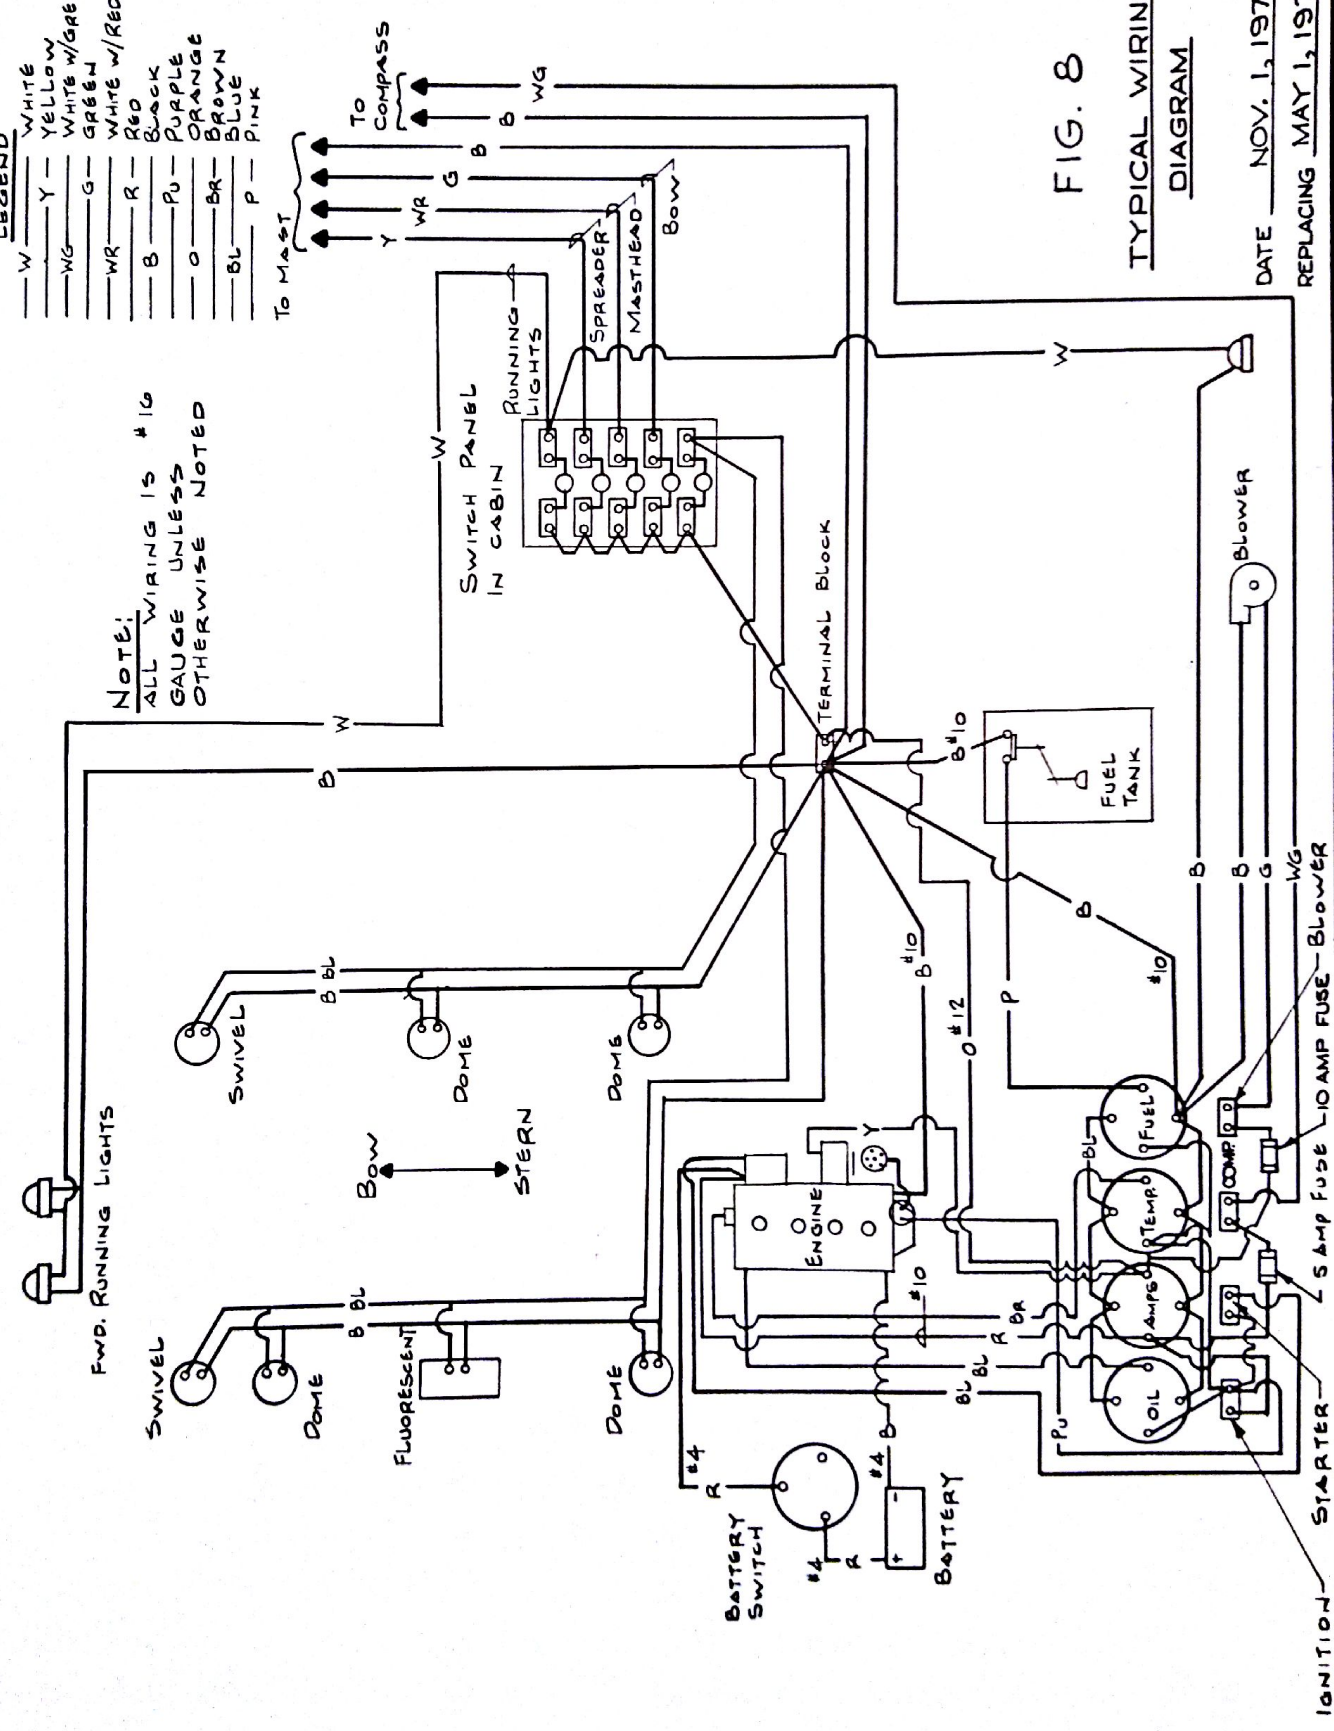 LEGEND
W WHITE
Y YELLOW
WG WHITE W/GRE
G GREEN
WR WHITE W/RED
R RED
B BLACK
PU PURPLE
O ORANGE
BR BROWN
BL BLUE
P PINK
NOTE:
ALL WIRING IS #16
GAUGE UNLESS
OTHERWISE NOTED
TO MAST
TO
COMPASS
WG
B
B
G
WR
Y
SPREADER
MASTHEAD
BOW
RUNNING
LIGHTS
SWITCH PANEL
IN CABIN
W
W
W
B
TERMINAL BLOCK
FWD. RUNNING LIGHTS
SWIVEL
DOME
DOME
BL
B
BOW
STERN
SWIVEL
DOME
FLUORESCENT
DOME
BL
B
B #10
FUEL
TANK
BLOWER
B
B
G
WG
B
#10
P
B #10
O #12
Y
ENGINE
#10
BR
R
BL
BL
PU
B
#4
#4
R
#4
R
BATTERY
SWITCH
+
-
BATTERY
BL
FUEL
TEMP.
AMPS
OIL
COMP.
IGNITION
STARTER
5 AMP FUSE
10 AMP FUSE
BLOWER
FIG. 8
TYPICAL WIRIN
DIAGRAM
DATE NOV. 1, 197
REPLACING MAY 1, 19